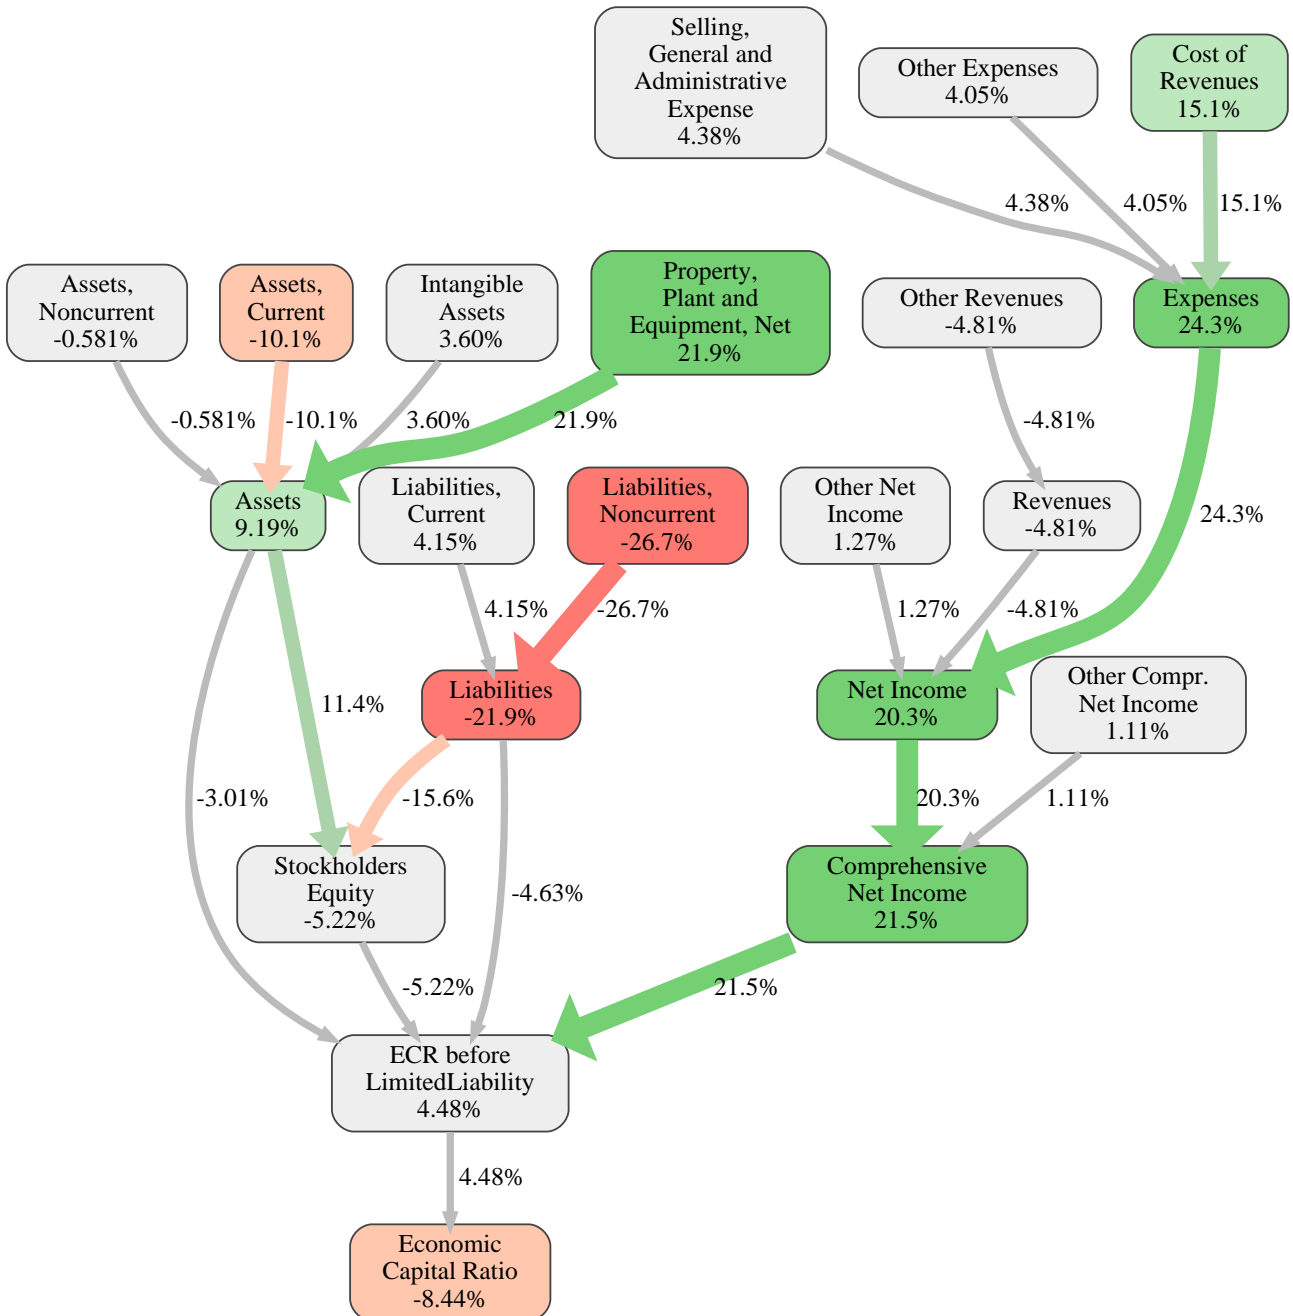 Selling,
General and
Administrative
Expense
4.38%
Other Expenses
4.05%
Cost of
Revenues
15.1%
4.38%
4.05%
15.1%
Assets,
Noncurrent
-0.581%
Assets,
Current
-10.1%
Intangible
Assets
3.60%
Property,
Plant and
Equipment, Net
21.9%
Other Revenues
-4.81%
Expenses
24.3%
-0.581%
-10.1%
3.60%
21.9%
-4.81%
24.3%
Assets
9.19%
Liabilities,
Current
4.15%
Liabilities,
Noncurrent
-26.7%
Other Net
Income
1.27%
Revenues
-4.81%
4.15%
-26.7%
1.27%
-4.81%
11.4%
Liabilities
-21.9%
Net Income
20.3%
Other Compr.
Net Income
1.11%
-3.01%
-15.6%
20.3%
1.11%
Stockholders
Equity
-5.22%
-4.63%
Comprehensive
Net Income
21.5%
-5.22%
21.5%
ECR before
LimitedLiability
4.48%
4.48%
Economic
Capital Ratio
-8.44%